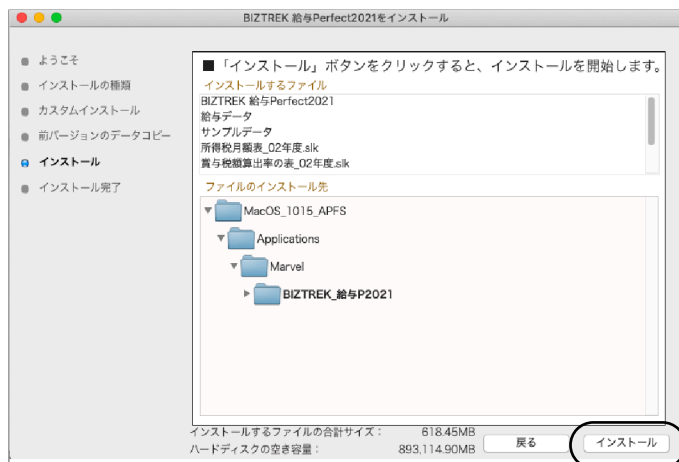 BIZTREK 給与Perfect2021をインストール
ようこそ
インストールの種類
カスタムインストール
前バージョンのデータコピー
インストール
インストール完了
■「インストール」ボタンをクリックすると、インストールを開始します。
インストールするファイル
BIZTREK 給与Perfect2021
給与データ
サンプルデータ
所得税月額表_02年度.slk
賞与税額算出率の表_02年度.slk
ファイルのインストール先
MacOS_1015_APFS
Applications
Marvel
BIZTREK_給与P2021
インストールするファイルの合計サイズ： 618.45MB
ハードディスクの空き容量： 893,114.90MB
戻る
インストール